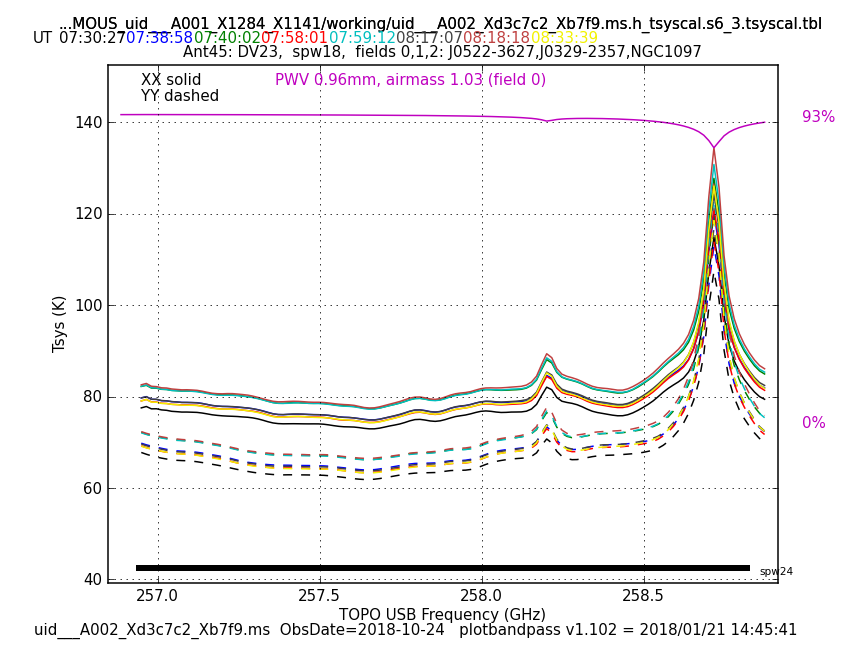 ...MOUS_uid___A001_X1284_X1141/working/uid___A002_Xd3c7c2_Xb7f9.ms.h_tsyscal.s6_3.tsyscal.tbl
UT 07:30:27 07:38:58 07:40:02 07:58:01 07:59:12 08:17:07 08:18:18 08:33:39
Ant45: DV23, spw18, fields 0,1,2: J0522-3627,J0329-2357,NGC1097
XX solid PWV 0.96mm, airmass 1.03 (field 0)
YY dashed
93%
140
120
100
80
60
40
0%
Tsys (K)
spw24
257.0 257.5 258.0 258.5
TOPO USB Frequency (GHz)
uid___A002_Xd3c7c2_Xb7f9.ms ObsDate=2018-10-24 plotbandpass v1.102 = 2018/01/21 14:45:41